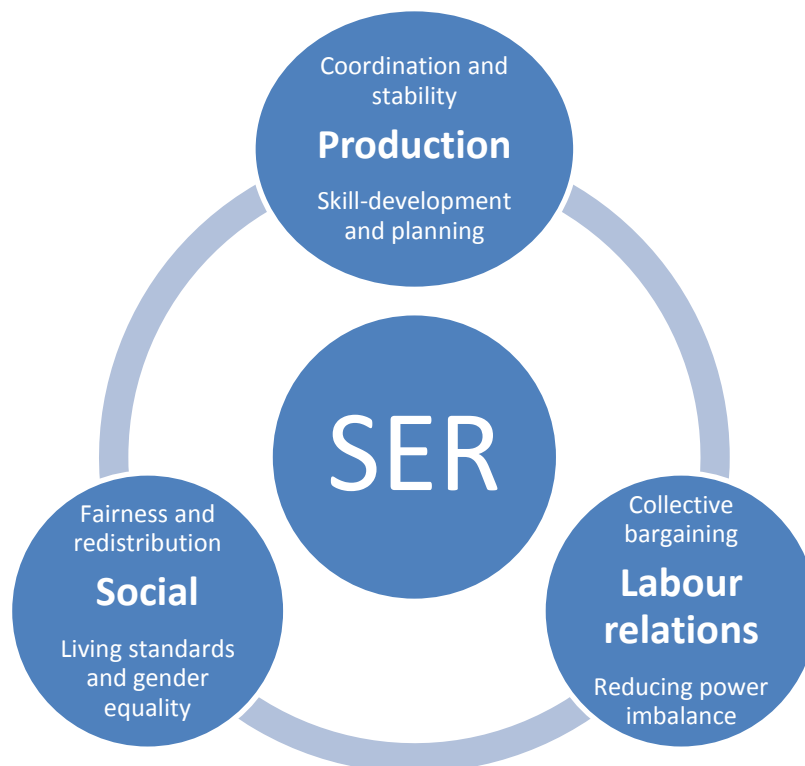 Coordination and
stability
Production
Skill-development
and planning
SER
Fairness and
redistribution
Social
Living standards
and gender
equality
Collective
bargaining
Labour
relations
Reducing power
imbalance